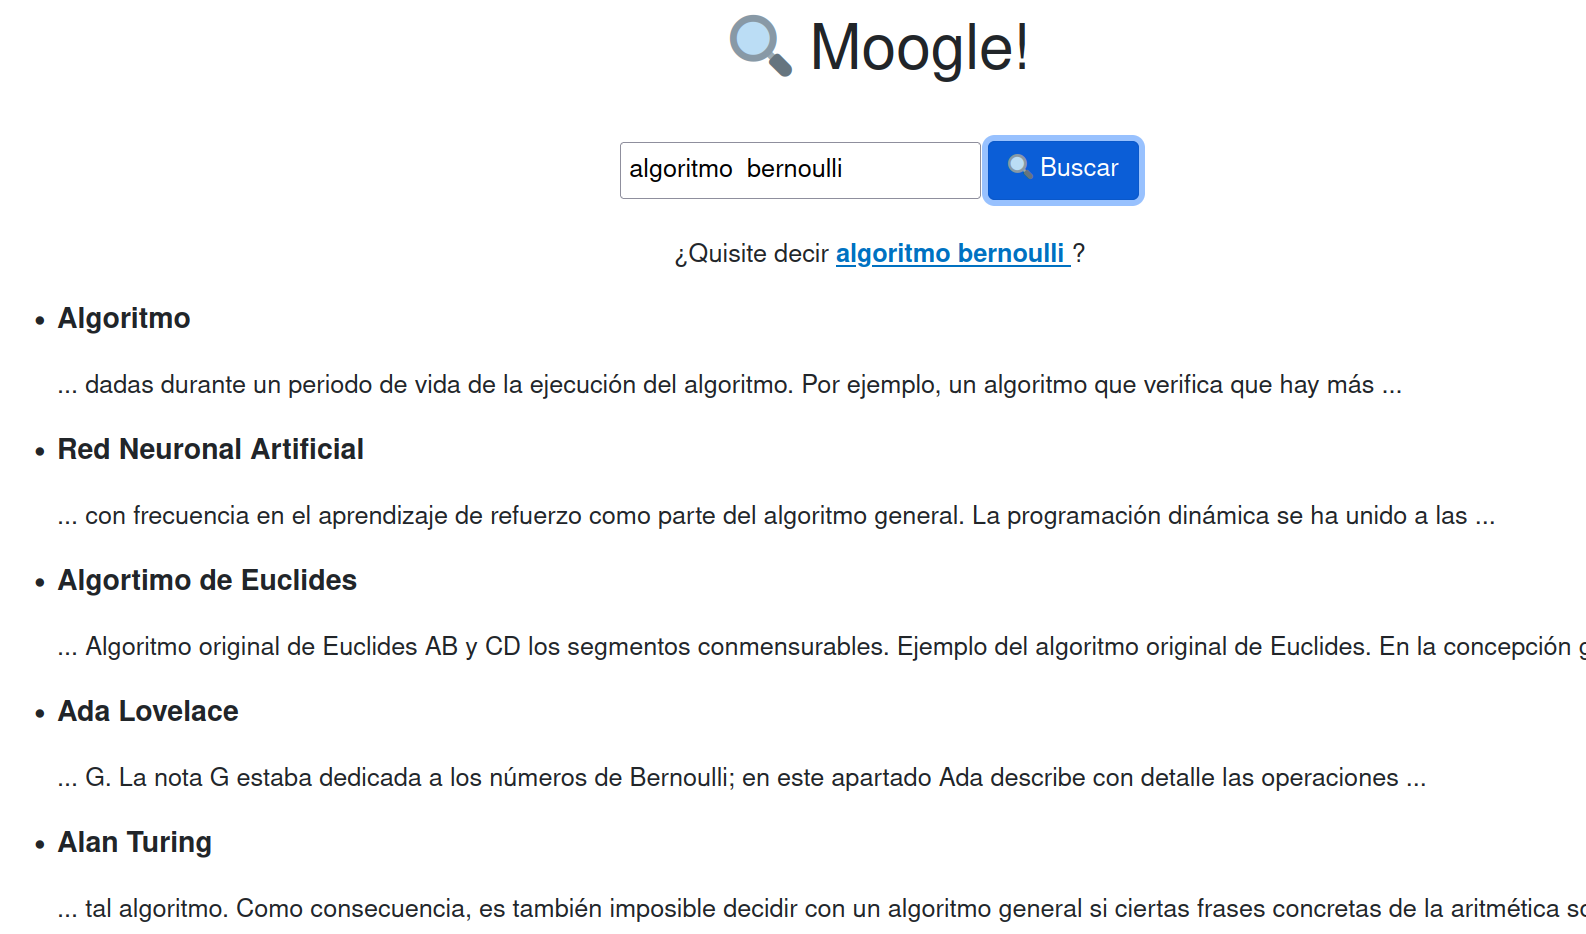 Moogle!
algoritmo  bernoulli
Buscar
¿Quisite decir algoritmo bernoulli ?
Algoritmo
... dadas durante un periodo de vida de la ejecución del algoritmo. Por ejemplo, un algoritmo que verifica que hay más ...
Red Neuronal Artificial
... con frecuencia en el aprendizaje de refuerzo como parte del algoritmo general. La programación dinámica se ha unido a las ...
Algortimo de Euclides
... Algoritmo original de Euclides AB y CD los segmentos conmensurables. Ejemplo del algoritmo original de Euclides. En la concepción
Ada Lovelace
... G. La nota G estaba dedicada a los números de Bernoulli; en este apartado Ada describe con detalle las operaciones ...
Alan Turing
... tal algoritmo. Como consecuencia, es también imposible decidir con un algoritmo general si ciertas frases concretas de la aritmética